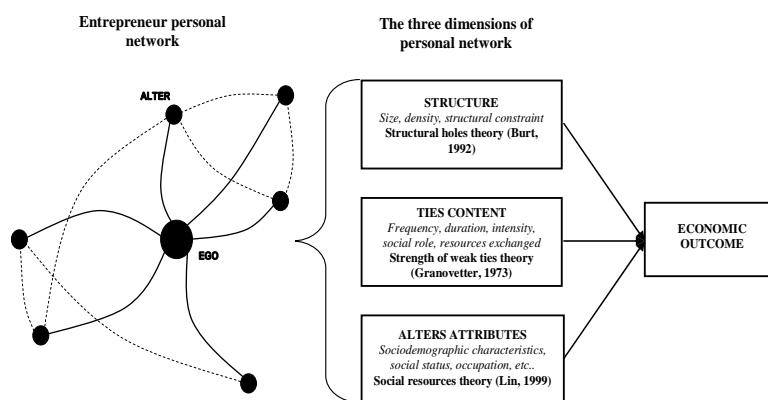 Entrepreneur personal
network
The three dimensions of
personal network
ALTER
EGO
STRUCTURE
Size, density, structural constraint
Structural holes theory (Burt,
1992)
TIES CONTENT
Frequency, duration, intensity,
social role, resources exchanged
Strength of weak ties theory
(Granovetter, 1973)
ALTERS ATTRIBUTES
Sociodemographic characteristics,
social status, occupation, etc..
Social resources theory (Lin, 1999)
ECONOMIC
OUTCOME